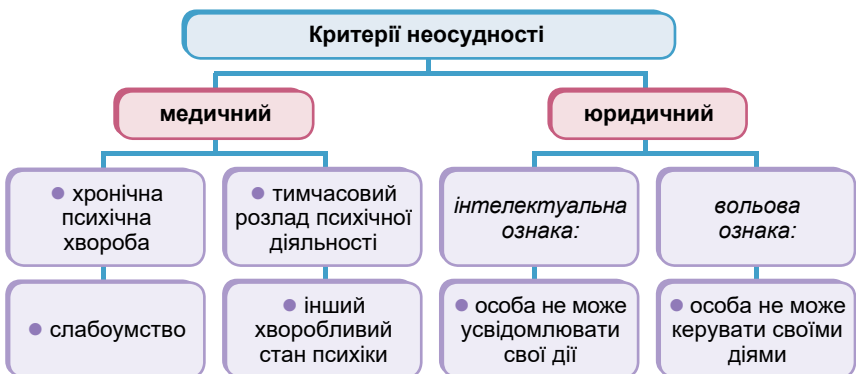 Критерії неосудності
медичний
юридичний
● хронічна
психічна
хвороба
● тимчасовий
розлад психічної
діяльності
інтелектуальна
ознака:
вольова
ознака:
● слабоумство
● інший
хворобливий
стан психіки
● особа не може
усвідомлювати
свої дії
● особа не може
керувати своїми
діями